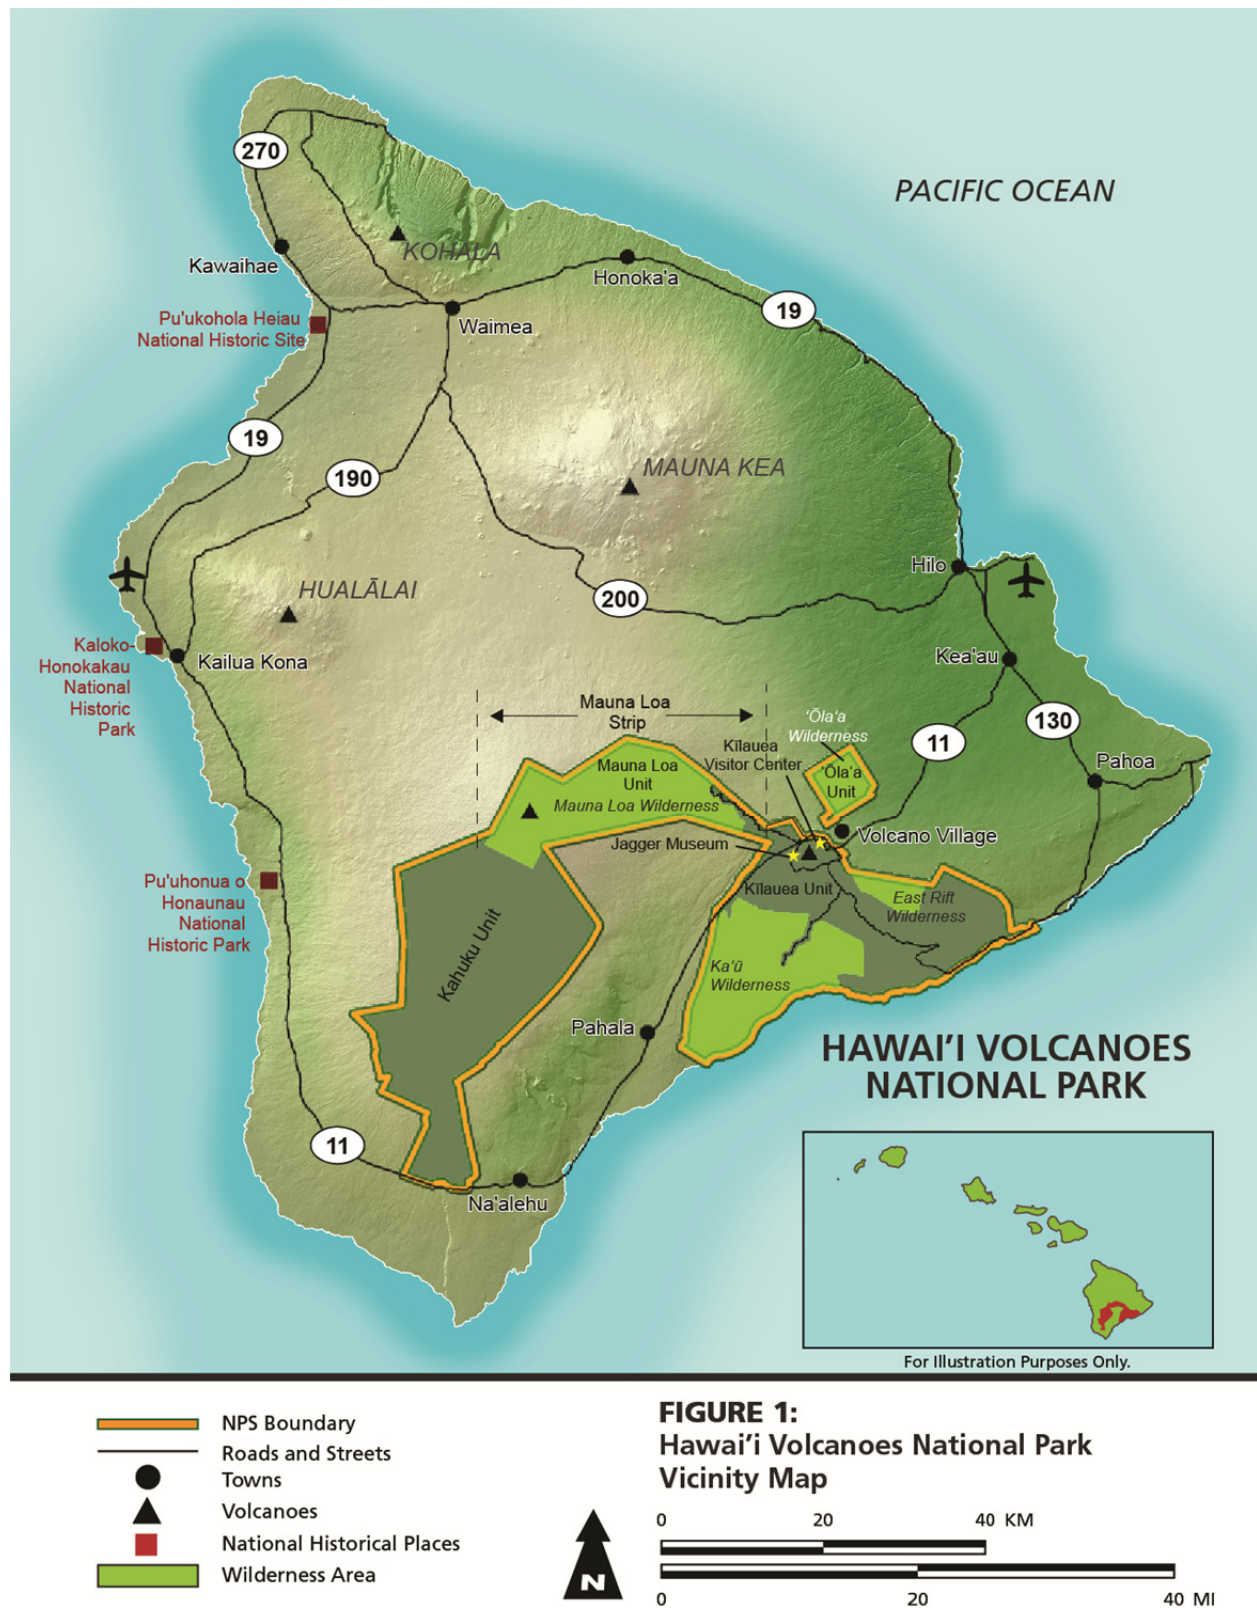 PACIFIC OCEAN
270
KOHALA
Kawaihae
Honoka'a
19
Pu'ukohola Heiau
National Historic Site
Waimea
19
190
MAUNA KEA
Hilo
HUALĀLAI
200
Kaloko-
Honokakau
National
Historic
Park
Kailua Kona
Kea'au
Mauna Loa
Strip
'Ōla'a
Wilderness
130
11
Kīlauea
Visitor Center
Mauna Loa
Unit
Mauna Loa Wilderness
'Ōla'a
Unit
Pahoa
Volcano Village
Jagger Museum
Pu'uhonua o
Honaunau
National
Historic Park
Kīlauea Unit
East Rift
Wilderness
Kahuku Unit
Ka'ū
Wilderness
Pahala
HAWAI'I VOLCANOES
NATIONAL PARK
11
Na'alehu
For Illustration Purposes Only.
NPS Boundary
Roads and Streets
Towns
Volcanoes
National Historical Places
Wilderness Area
FIGURE 1:
Hawai'i Volcanoes National Park
Vicinity Map
N
0 20 40 KM
0 20 40 MI